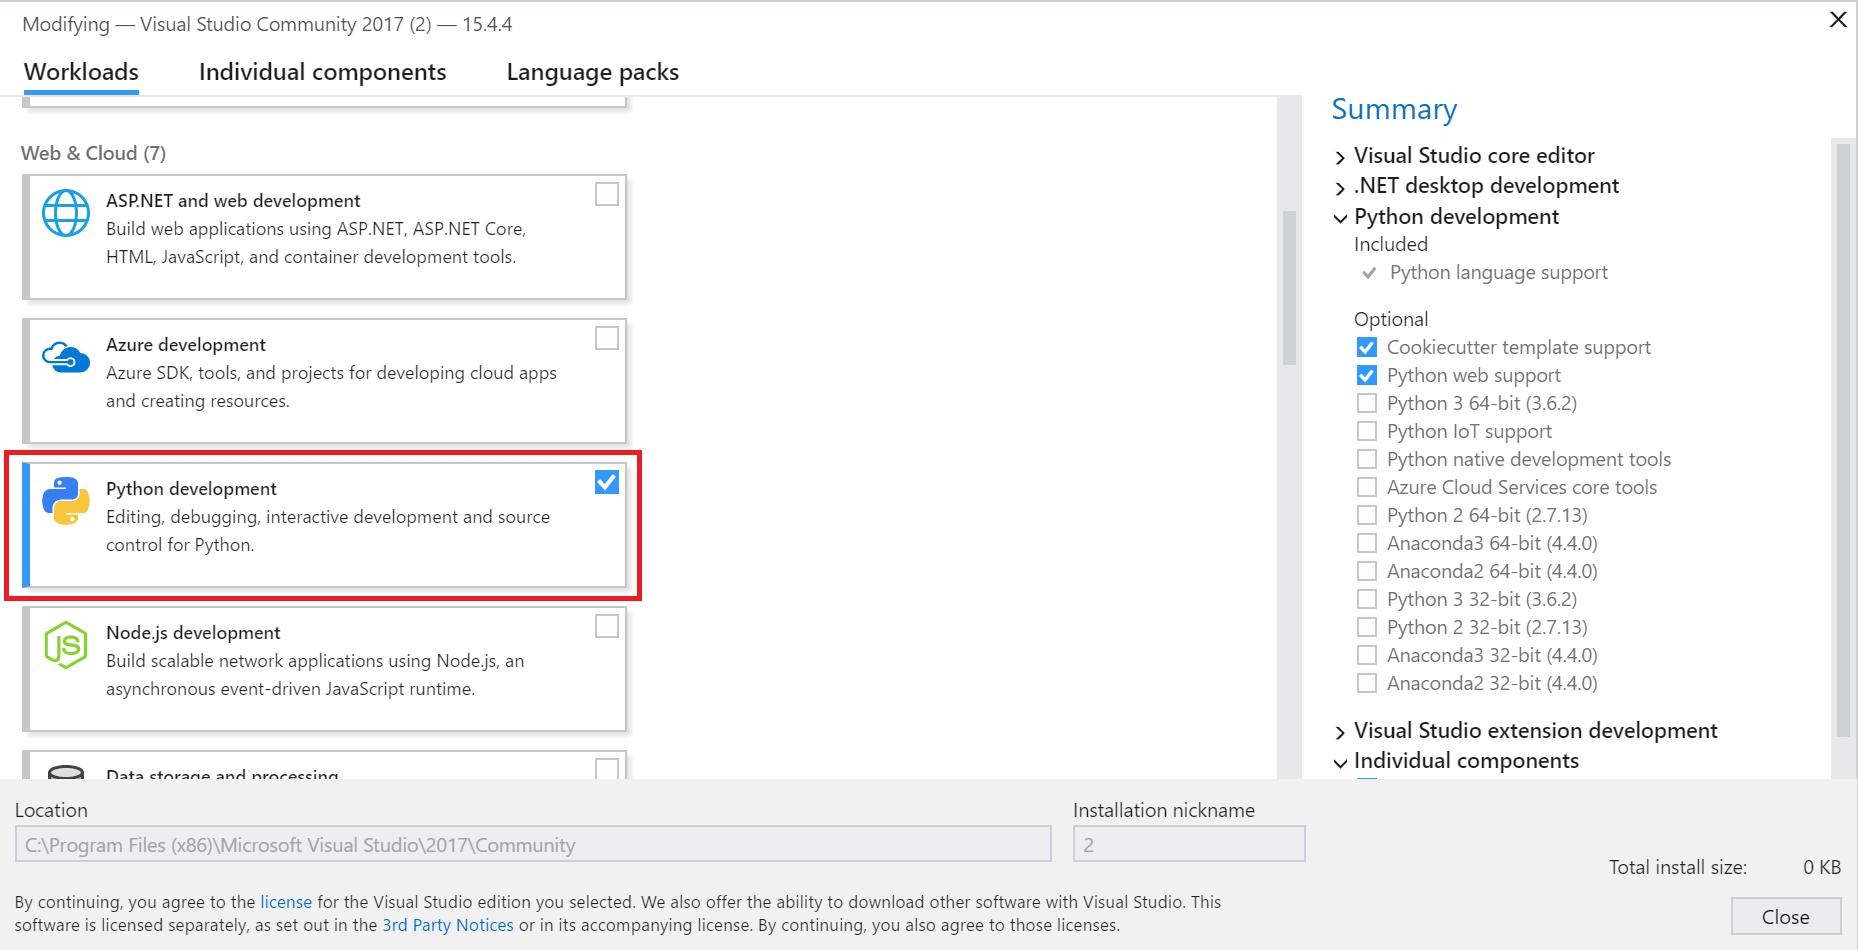 Modifying — Visual Studio Community 2017 (2) — 15.4.4
Workloads
Individual components
Language packs
Web & Cloud (7)
ASP.NET and web development
Build web applications using ASP.NET, ASP.NET Core,
HTML, JavaScript, and container development tools.
Azure development
Azure SDK, tools, and projects for developing cloud apps
and creating resources.
Python development
Editing, debugging, interactive development and source
control for Python.
JS
Node.js development
Build scalable network applications using Node.js, an
asynchronous event-driven JavaScript runtime.
Data storage and processing
Summary
Visual Studio core editor
.NET desktop development
Python development
Included
Python language support
Optional
Cookiecutter template support
Python web support
Python 3 64-bit (3.6.2)
Python IoT support
Python native development tools
Azure Cloud Services core tools
Python 2 64-bit (2.7.13)
Anaconda3 64-bit (4.4.0)
Anaconda2 64-bit (4.4.0)
Python 3 32-bit (3.6.2)
Python 2 32-bit (2.7.13)
Anaconda3 32-bit (4.4.0)
Anaconda2 32-bit (4.4.0)
Visual Studio extension development
Individual components
Location
C:\Program Files (x86)\Microsoft Visual Studio\2017\Community
Installation nickname
2
Total install size: 0 KB
By continuing, you agree to the license for the Visual Studio edition you selected. We also offer the ability to download other software with Visual Studio. This
software is licensed separately, as set out in the 3rd Party Notices or in its accompanying license. By continuing, you also agree to those licenses.
Close